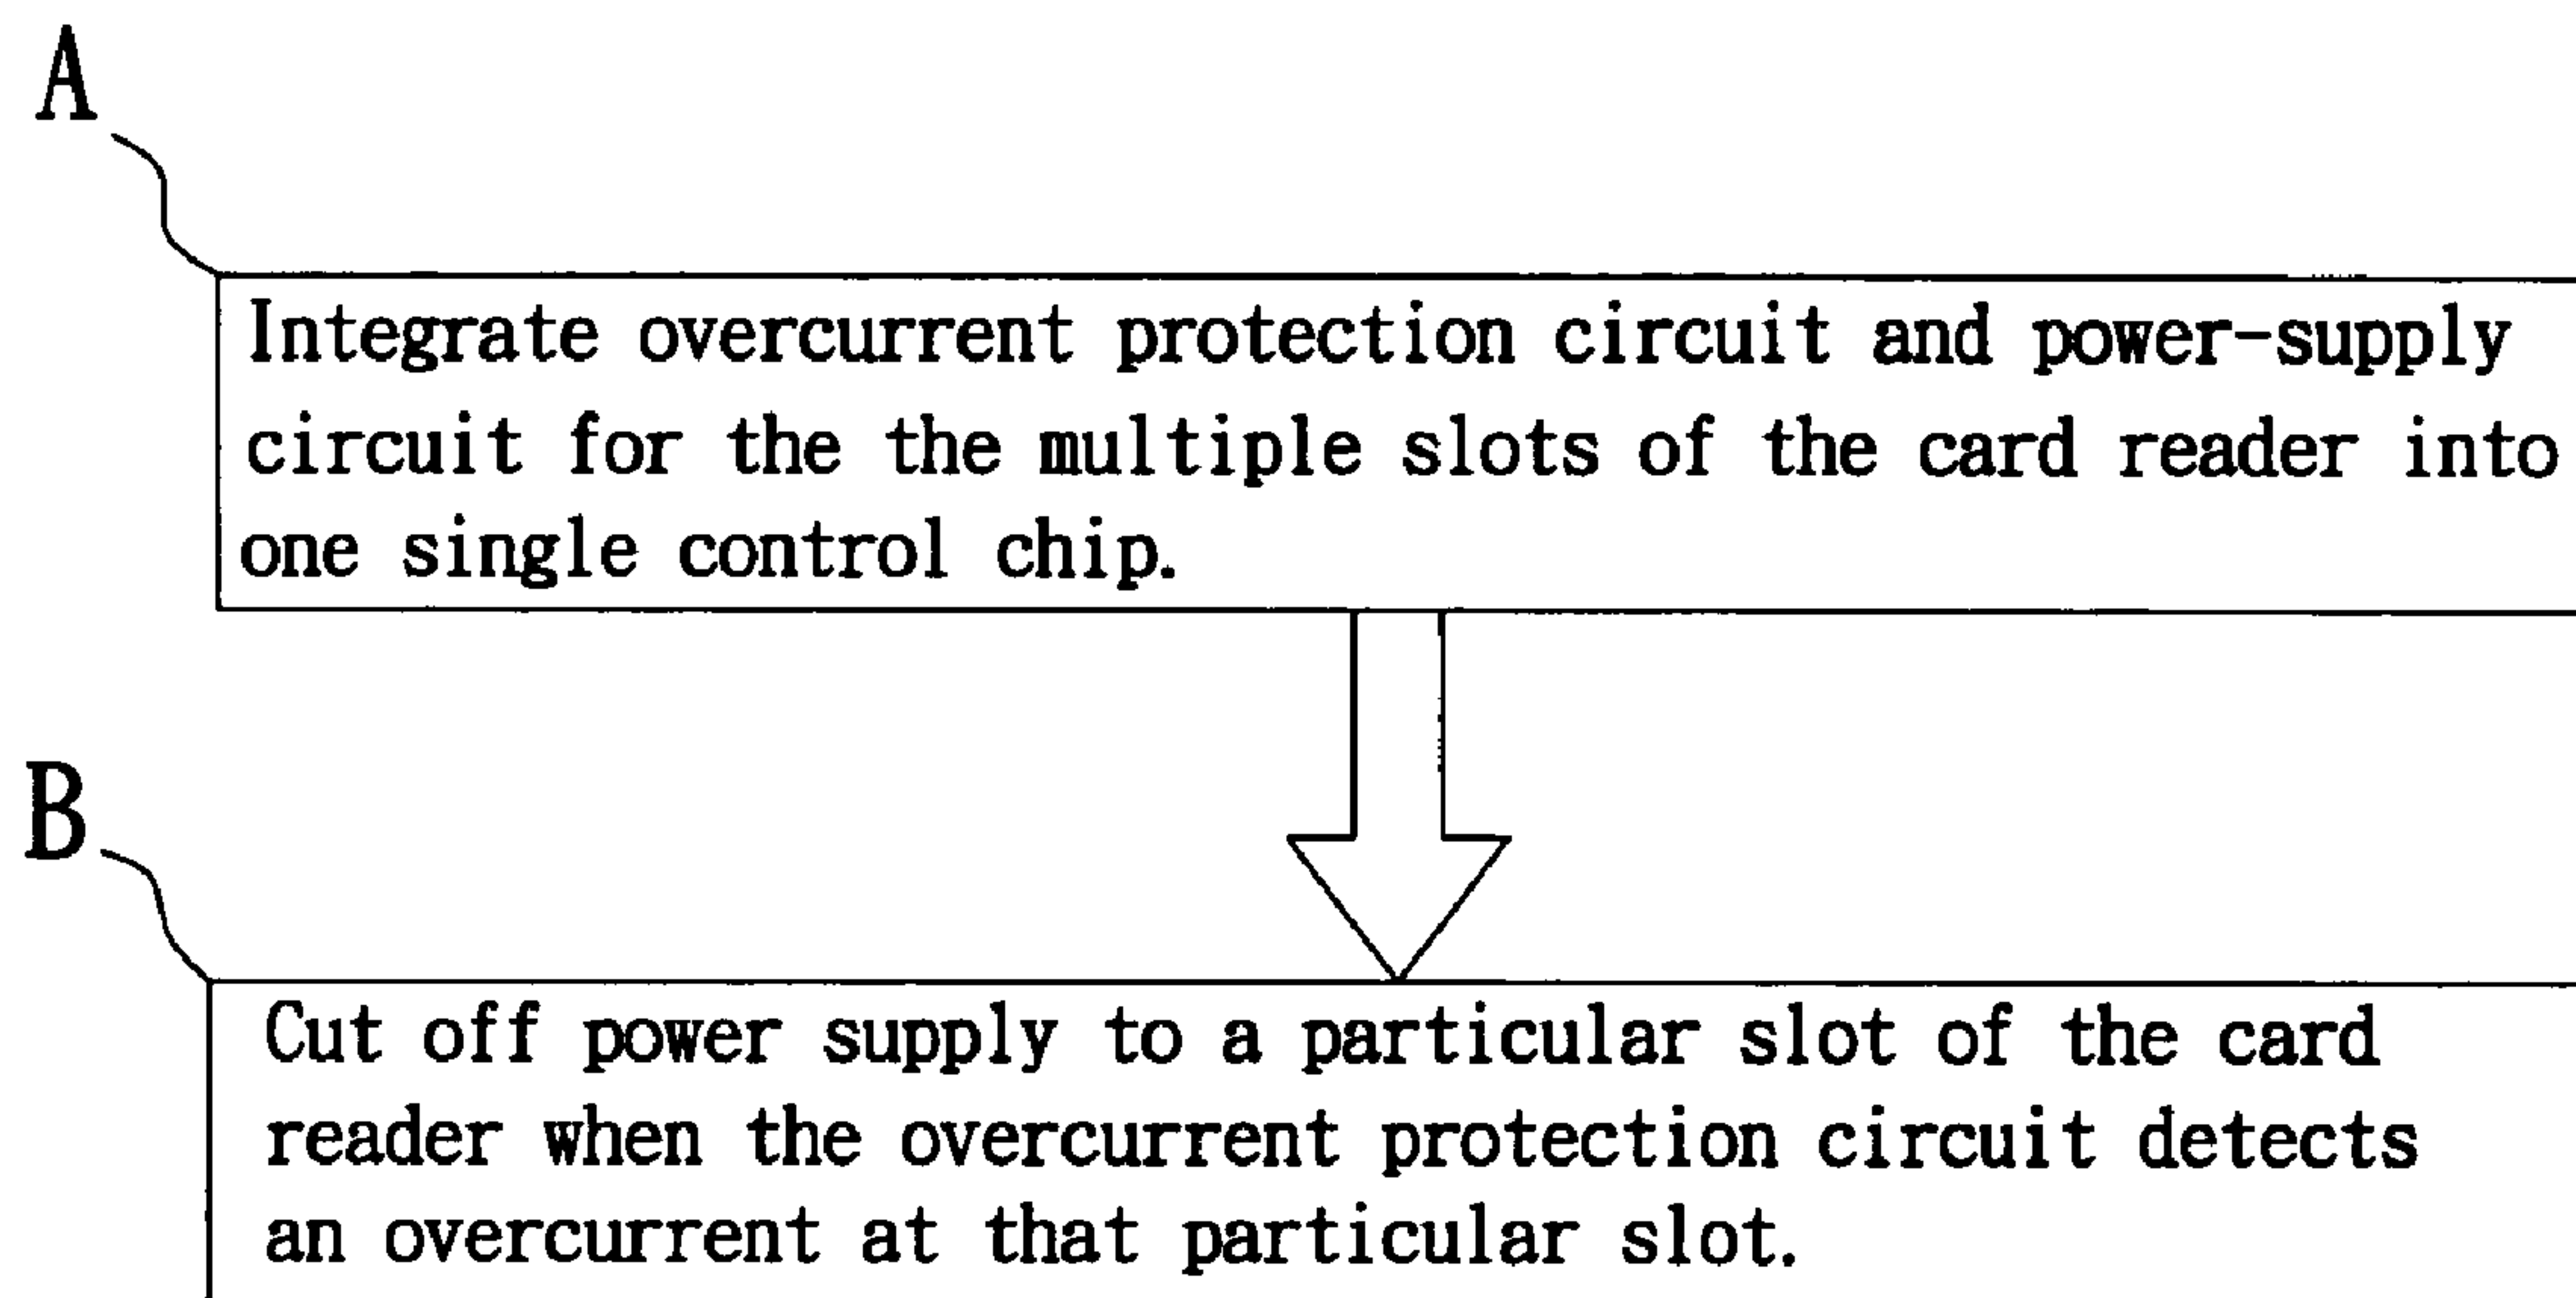 A
Integrate overcurrent protection circuit and power-supply
circuit for the the multiple slots of the card reader into
one single control chip.
B
Cut off power supply to a particular slot of the card
reader when the overcurrent protection circuit detects
an overcurrent at that particular slot.